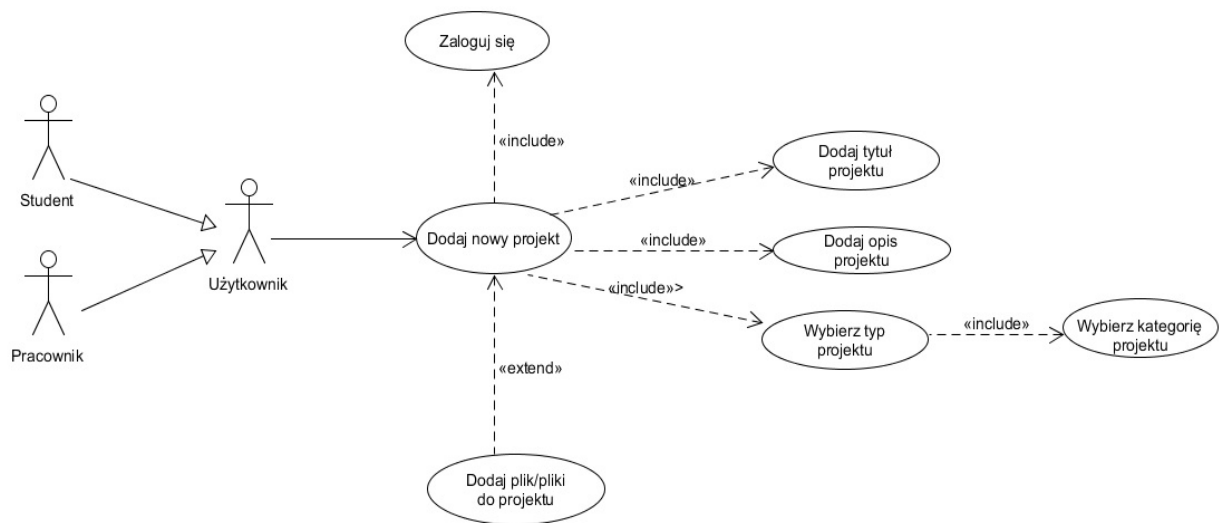 Zaloguj się
«include»
Student
Dodaj tytuł
projektu
«include»
Użytkownik
Dodaj nowy projekt
«include»
Dodaj opis
projektu
Pracownik
«include»>
Wybierz typ
projektu
«include»
Wybierz kategorię
projektu
«extend»
Dodaj plik/pliki
do projektu